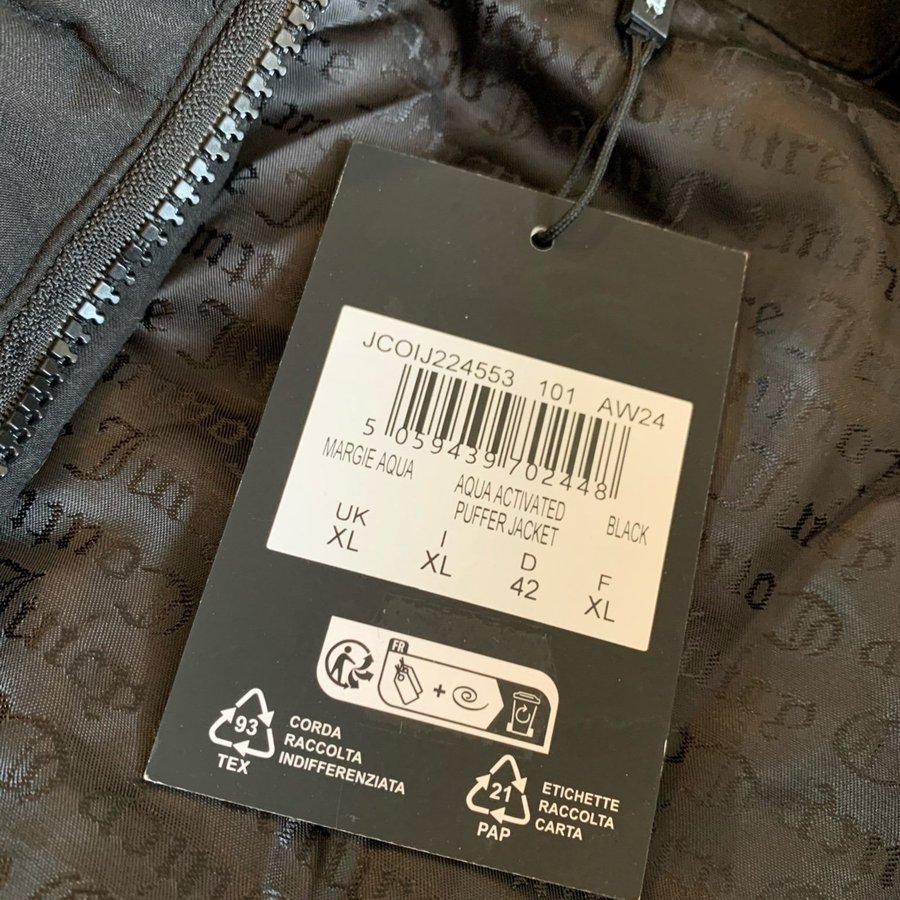 JCOIJ224553 101 AW24
5 059439 702448
MARGIE AQUA
AQUA ACTIVATED
PUFFER JACKET
BLACK
UK I D F
XL XL 42 XL
FR
93
TEX
CORDA
RACCOLTA
INDIFFERENZIATA
21
PAP
ETICHETTE
RACCOLTA
CARTA